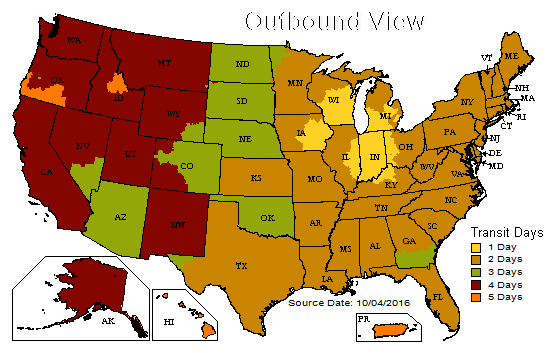 Outbound View
WA
MT
ND
MN
VT
ME
OR
ID
SD
WI
MI
NY
NH
MA
WY
IA
RI
CT
NV
NE
PA
NJ
UT
CO
IL
IN
OH
DE
CA
KS
MO
WV
VA
MD
KY
AZ
NM
OK
TN
NC
AR
SC
TX
MS
AL
GA
LA
FL
AK
HI
PR
Transit Days
1 Day
2 Days
3 Days
4 Days
5 Days
Source Date: 10/04/2016